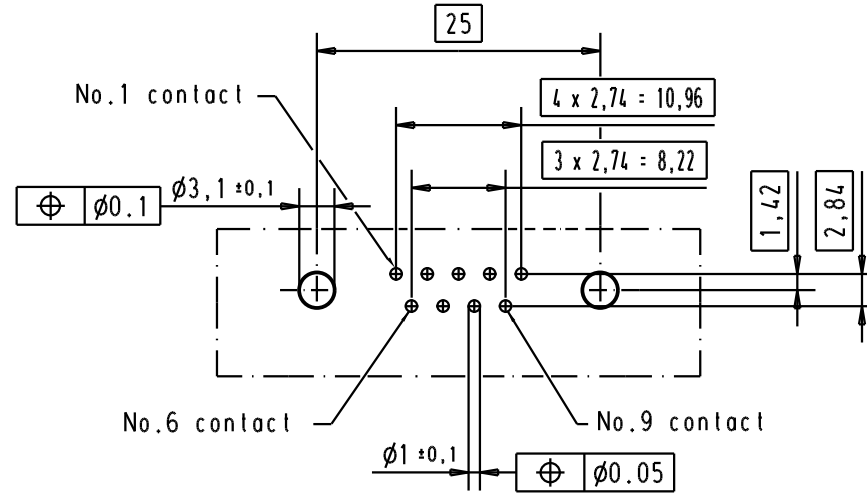 25
No.1 contact
4 x 2,74 = 10,96
3 x 2,74 = 8,22
⌖ Ø0.1
Ø3,1 ±0,1
1,42
2,84
No.6 contact
No.9 contact
Ø1 ±0,1
⌖ Ø0.05